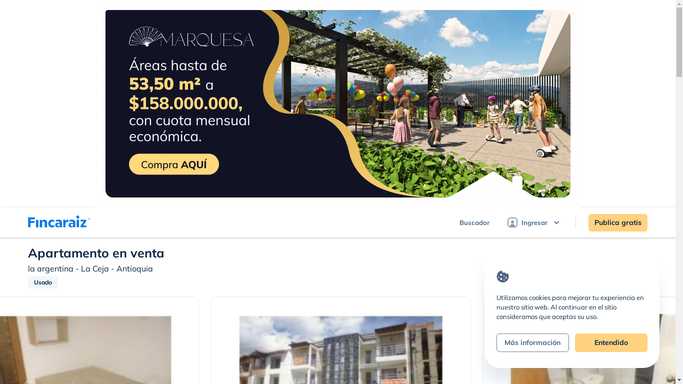 MARQUESA
Áreas hasta de
53,50 m² a
$158.000.000,
con cuota mensual
económica.
Compra AQUÍ
Fincaraiz
Buscador
Ingresar
Publica gratis
Apartamento en venta
la argentina - La Ceja - Antioquia
Usado
Utilizamos cookies para mejorar tu experiencia en
nuestro sitio web. Al continuar en el sitio
consideramos que aceptas su uso.
Más información
Entendido